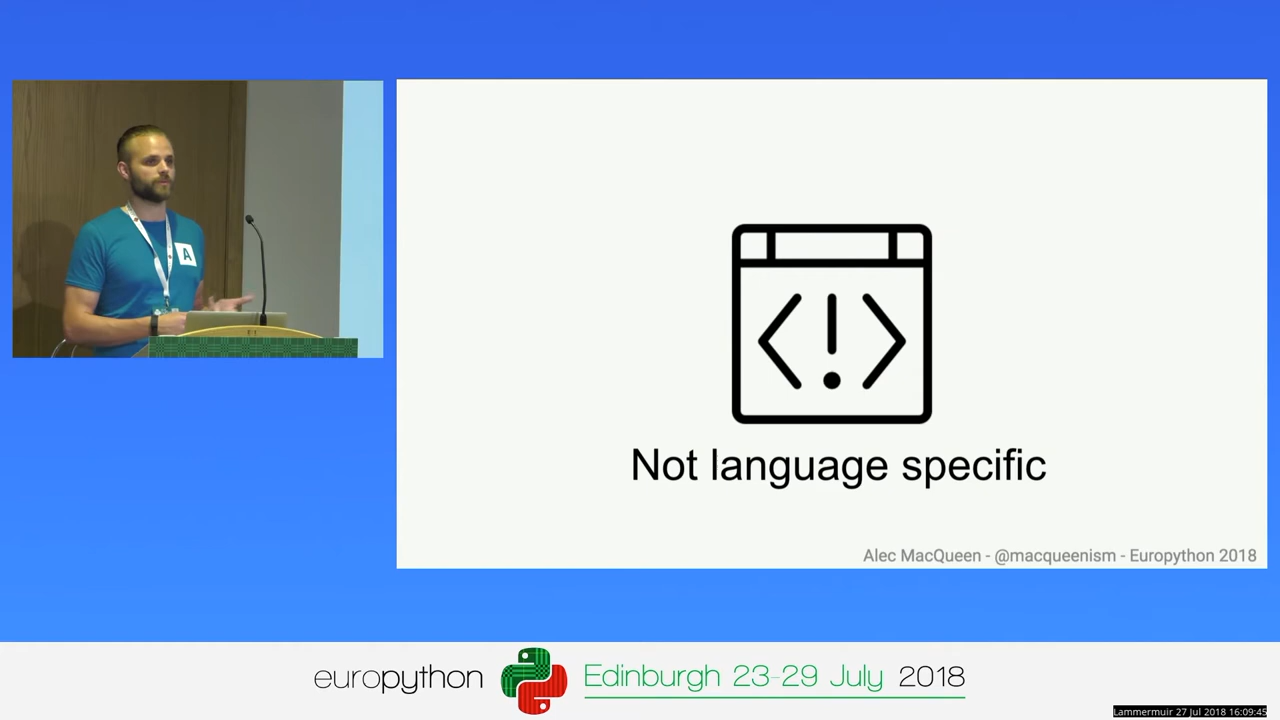 A
<!>
Not language specific
Alec MacQueen - @macqueenism - Europython 2018
europython
Edinburgh 23-29 July 2018
Lammermuir 27 Jul 2018 16:09:45